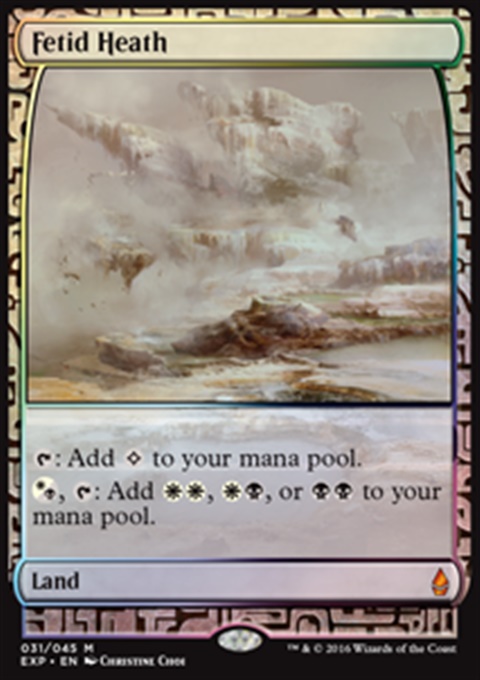 Fetid Heath
: Add to your mana pool.
, : Add , , or to your
mana pool.
Land
031/045 M
EXP • EN Christine Choi
™ & © 2016 Wizards of the Coast